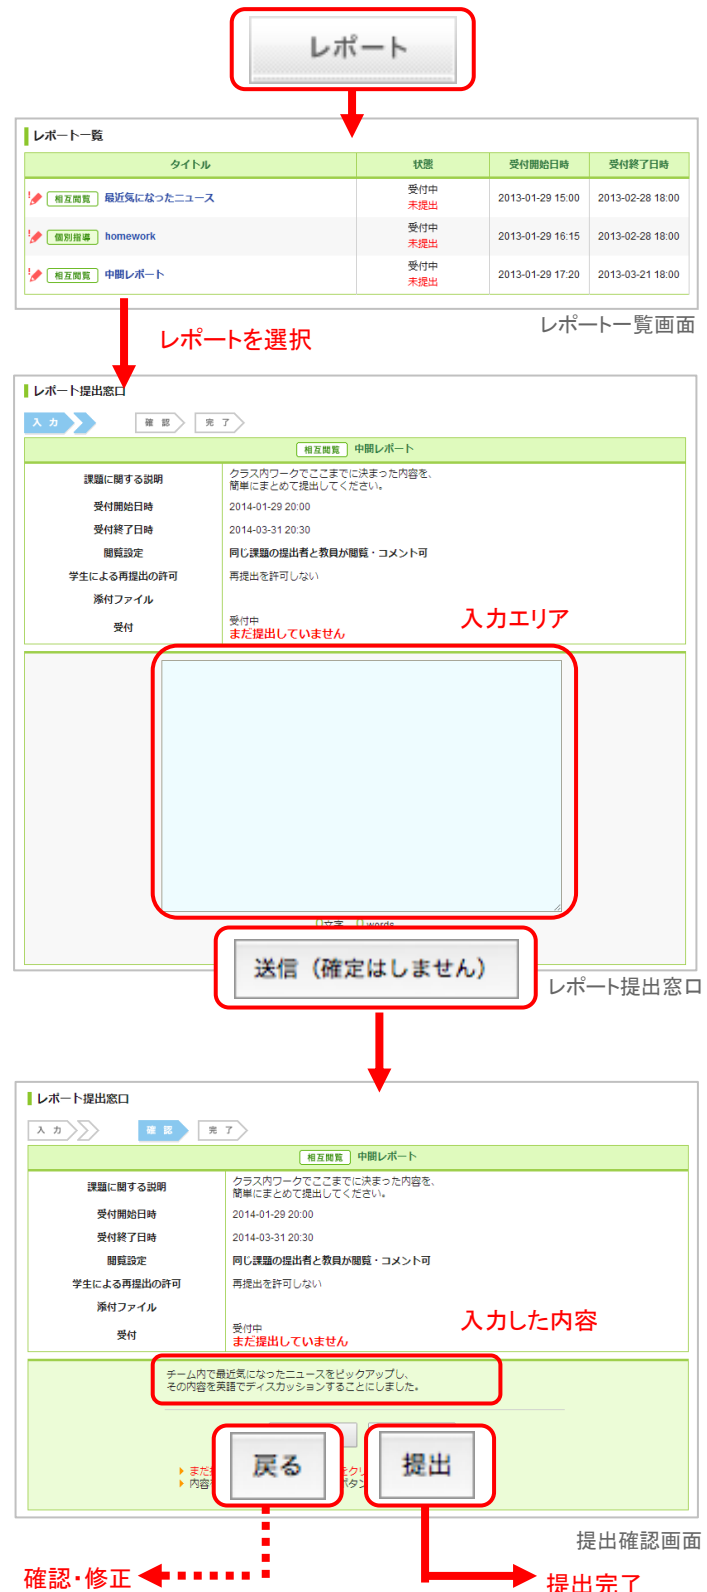 レポート
レポート一覧
タイトル 状態 受付開始日時 受付終了日時
相互閲覧 最近気になったニュース 受付中 未提出 2013-01-29 15:00 2013-02-28 18:00
個別指導 homework 受付中 未提出 2013-01-29 16:15 2013-02-28 18:00
相互閲覧 中間レポート 受付中 未提出 2013-01-29 17:20 2013-03-21 18:00
レポート一覧画面
レポートを選択
レポート提出窓口
入力 確認 完了
相互閲覧 中間レポート
課題に関する説明 クラス内ワークでここまでに決まった内容を、
簡単にまとめて提出してください。
受付開始日時 2014-01-29 20:00
受付終了日時 2014-03-31 20:30
閲覧設定 同じ課題の提出者と教員が閲覧・コメント可
学生による再提出の許可 再提出を許可しない
添付ファイル
受付 受付中
まだ提出していません
入力エリア
文字 words
送信（確定はしません）
レポート提出窓口
レポート提出窓口
入力 確認 完了
相互閲覧 中間レポート
課題に関する説明 クラス内ワークでここまでに決まった内容を、
簡単にまとめて提出してください。
受付開始日時 2014-01-29 20:00
受付終了日時 2014-03-31 20:30
閲覧設定 同じ課題の提出者と教員が閲覧・コメント可
学生による再提出の許可 再提出を許可しない
添付ファイル
受付 受付中
まだ提出していません
入力した内容
チーム内で最近気になったニュースをピックアップし、
その内容を英語でディスカッションすることにしました。
戻る 提出
まだ
内容
提出確認画面
確認・修正
提出完了